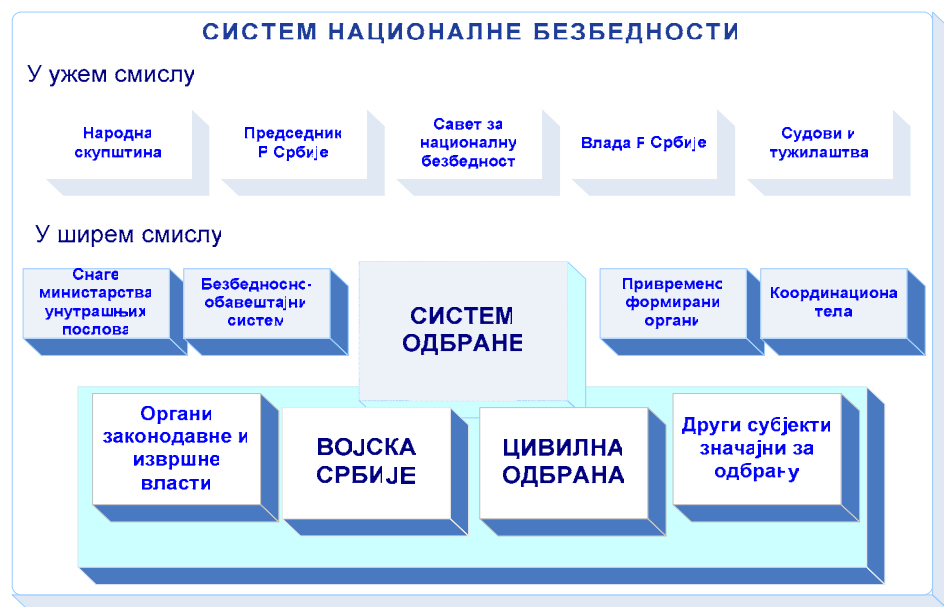 СИСТЕМ НАЦИОНАЛНЕ БЕЗБЕДНОСТИ
У ужем смислу
Народна
скупштина
Председник
Р Србије
Савет за
националну
безбедност
Влада Р Србије
Судови и
тужилаштва
У ширем смислу
Снаге
министарства
унутрашњих
послова
Безбедносно-
обавештајни
систем
СИСТЕМ
ОДБРАНЕ
Привремено
формирани
органи
Координациона
тела
Органи
законодавне и
извршне
власти
ВОЈСКА
СРБИЈЕ
ЦИВИЛНА
ОДБРАНА
Други субјекти
значајни за
одбрану